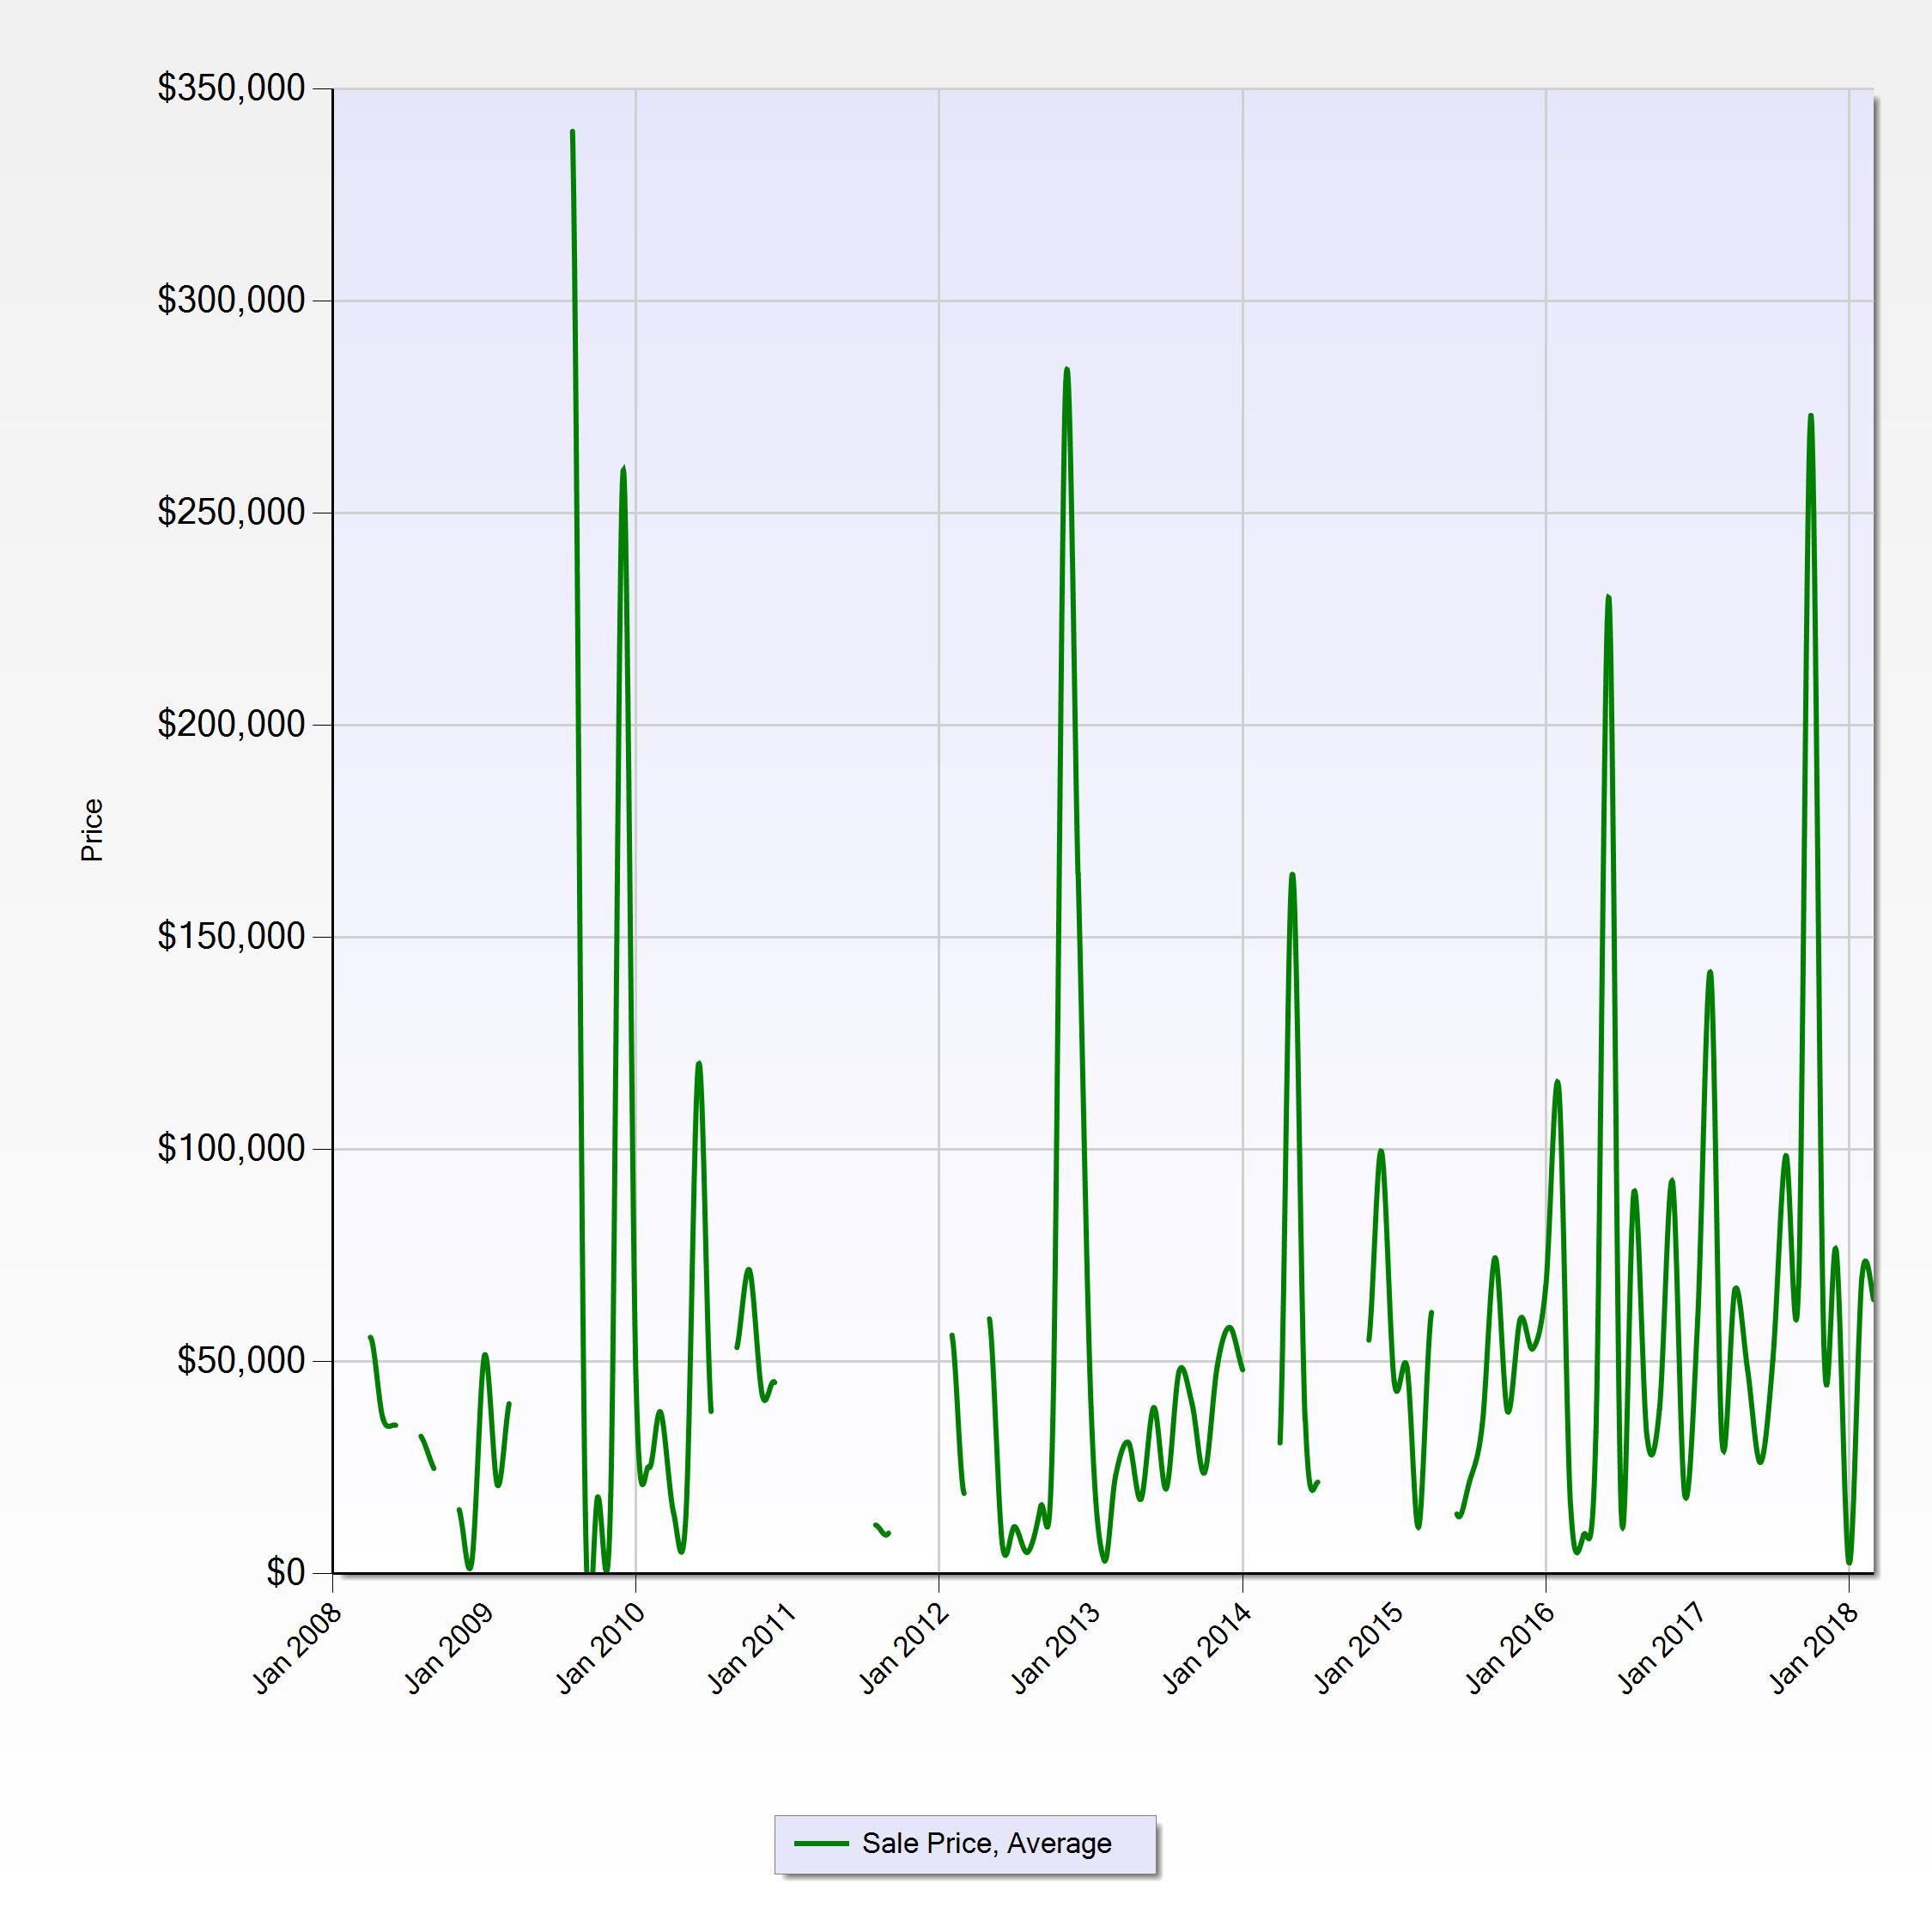 $350,000
$300,000
$250,000
$200,000
$150,000
$100,000
$50,000
$0
Price
Jan 2008
Jan 2009
Jan 2010
Jan 2011
Jan 2012
Jan 2013
Jan 2014
Jan 2015
Jan 2016
Jan 2017
Jan 2018
Sale Price, Average